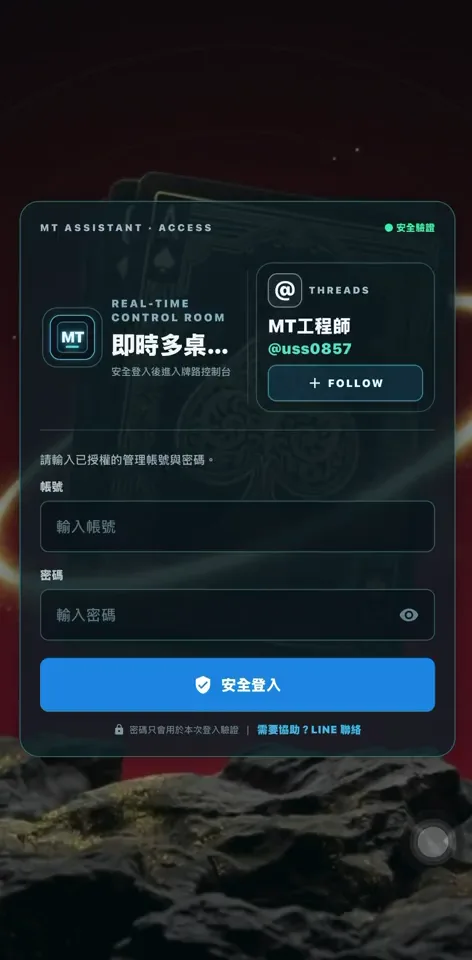 MT ASSISTANT · ACCESS
安全驗證
MT
REAL-TIME
CONTROL ROOM
即時多桌...
安全登入後進入牌路控制台
@
THREADS
MT工程師
@uss0857
+ FOLLOW
請輸入已授權的管理帳號與密碼。
帳號
輸入帳號
密碼
輸入密碼
安全登入
密碼只會用於本次登入驗證 | 需要協助？LINE 聯絡